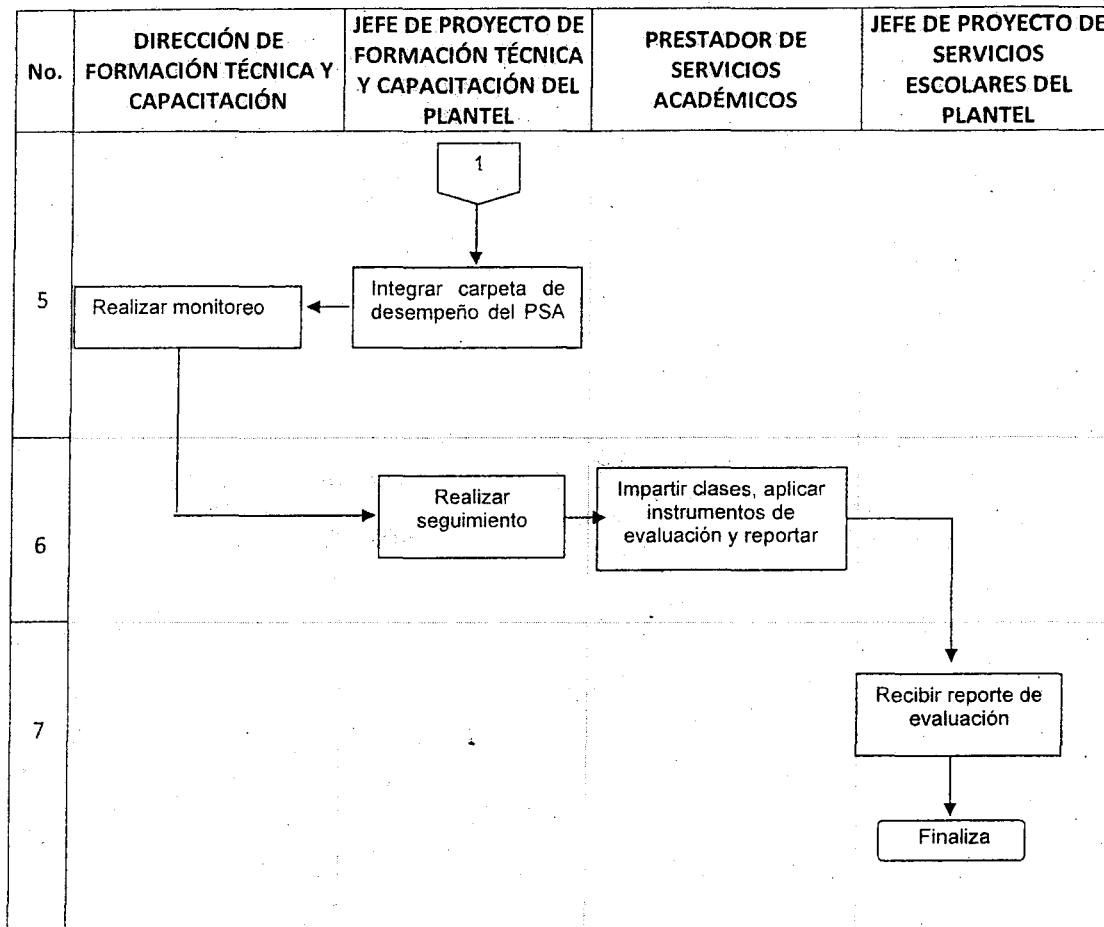 No.
DIRECCIÓN DE
FORMACIÓN TÉCNICA Y
CAPACITACIÓN
JEFE DE PROYECTO DE
FORMACIÓN TÉCNICA
Y CAPACITACIÓN DEL
PLANTEL
PRESTADOR DE
SERVICIOS
ACADÉMICOS
JEFE DE PROYECTO DE
SERVICIOS
ESCOLARES DEL
PLANTEL
1
5
Realizar monitoreo
Integrar carpeta de
desempeño del PSA
6
Realizar
seguimiento
Impartir clases, aplicar
instrumentos de
evaluación y reportar
7
Recibir reporte de
evaluación
Finaliza